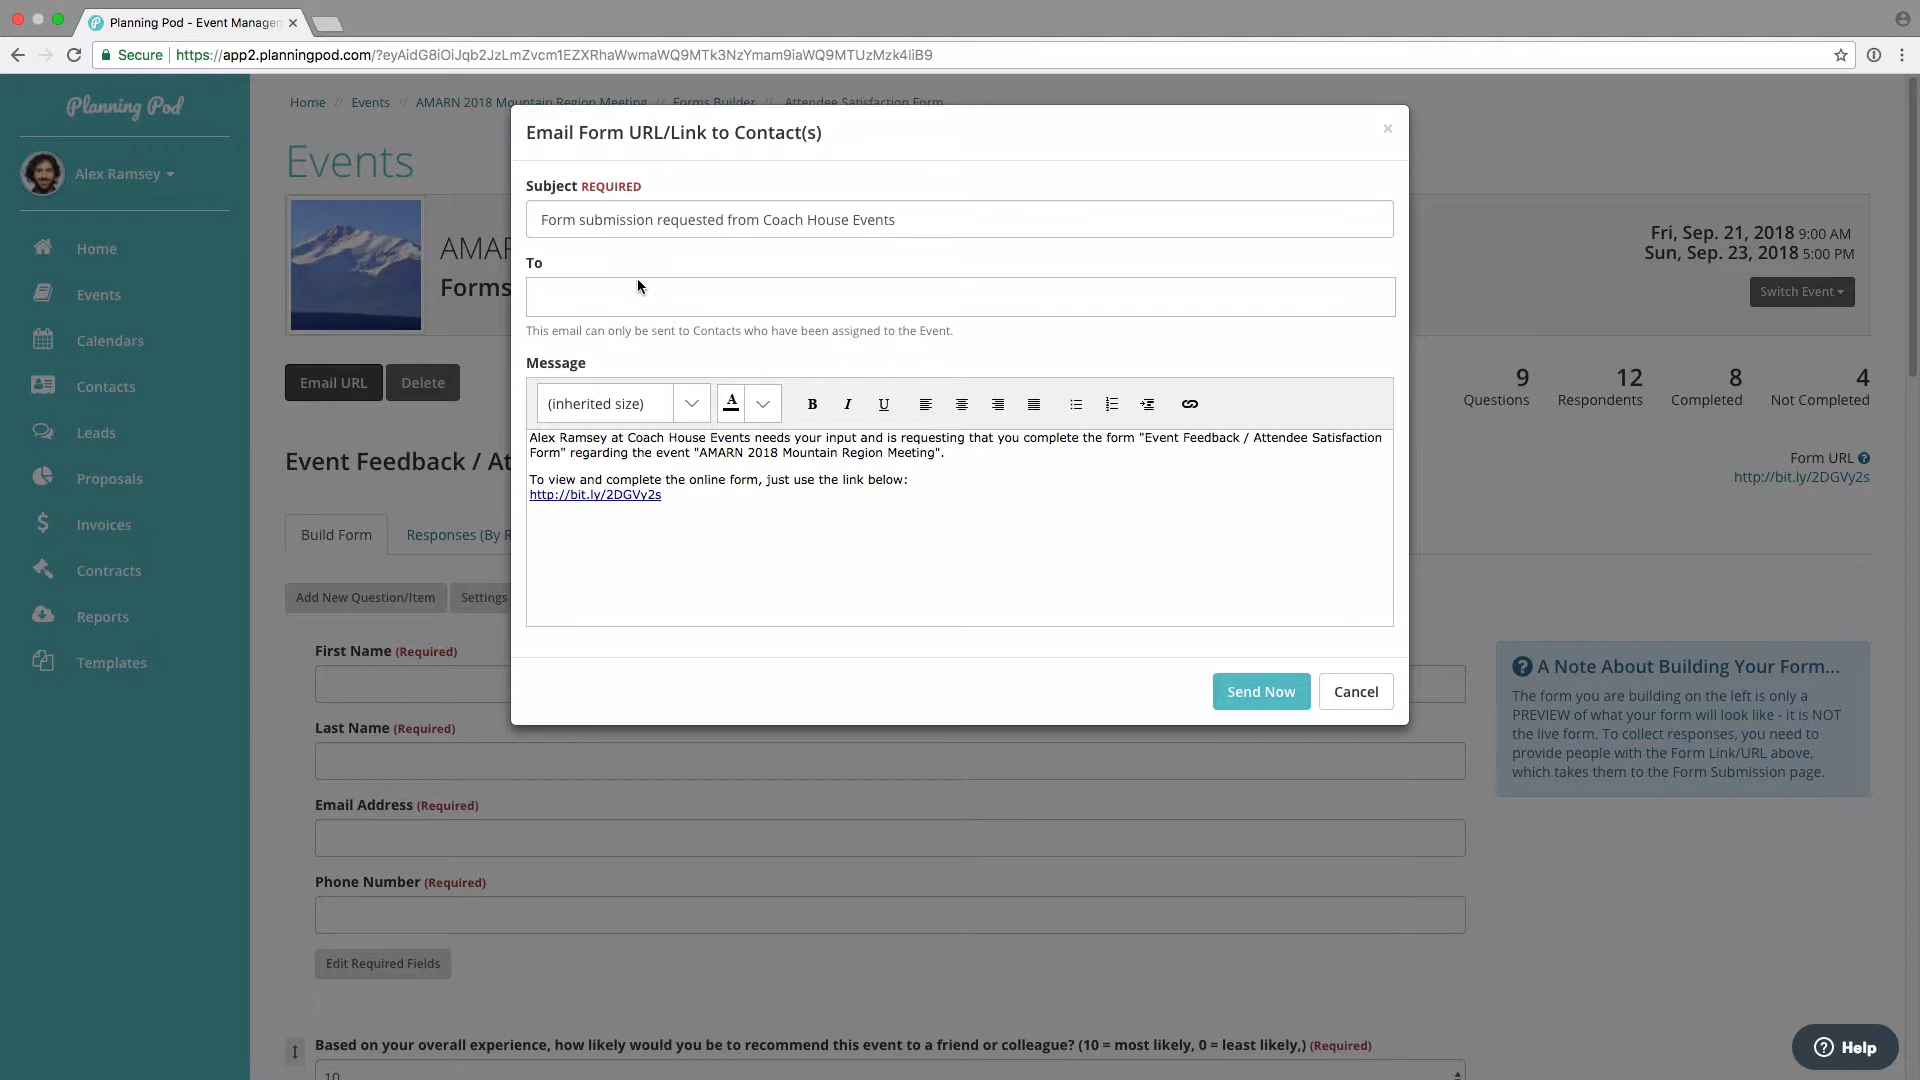 Planning Pod - Event Manage
Secure
https://app2.planningpod.com/?eyAidG8iOiJqb2JzLmZvcm1EZXRhaWwmaWQ9MTk3NzYmam9iaWQ9MTUzMzk4IiB9
Planning Pod
Alex Ramsey
Home
Events
Calendars
Contacts
Leads
Proposals
Invoices
Contracts
Reports
Templates
Home // Events // AMARN 2018 Mountain Region Meeting // Forms Builder // Attendee Satisfaction Form
Events
AMAR
Forms
Fri, Sep. 21, 2018 9:00 AM
Sun, Sep. 23, 2018 5:00 PM
Switch Event
Email URL
Delete
9
Questions
12
Respondents
8
Completed
4
Not Completed
Event Feedback / At
Form URL
http://bit.ly/2DGVy2s
Build Form
Responses (By R
Add New Question/Item
Settings
First Name (Required)
Last Name (Required)
Email Address (Required)
Phone Number (Required)
Edit Required Fields
Based on your overall experience, how likely would you be to recommend this event to a friend or colleague? (10 = most likely, 0 = least likely,) (Required)
10
A Note About Building Your Form...
The form you are building on the left is only a
PREVIEW of what your form will look like - it is NOT
the live form. To collect responses, you need to
provide people with the Form Link/URL above,
which takes them to the Form Submission page.
Email Form URL/Link to Contact(s)
×
Subject REQUIRED
Form submission requested from Coach House Events
To
This email can only be sent to Contacts who have been assigned to the Event.
Message
(inherited size)
A
B I U
Alex Ramsey at Coach House Events needs your input and is requesting that you complete the form "Event Feedback / Attendee Satisfaction
Form" regarding the event "AMARN 2018 Mountain Region Meeting".
To view and complete the online form, just use the link below:
http://bit.ly/2DGVy2s
Send Now
Cancel
Help